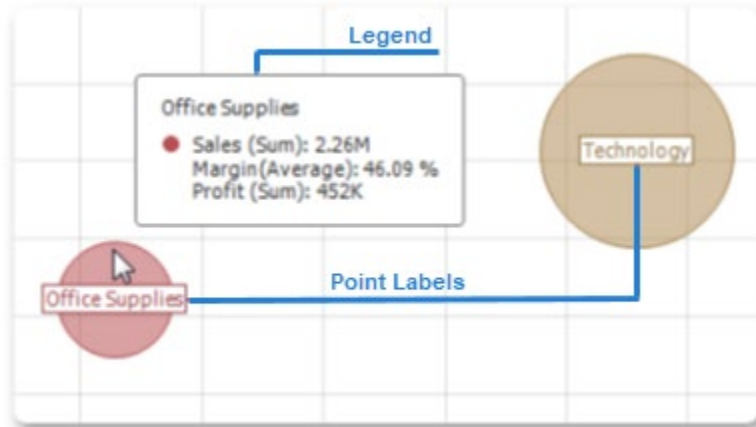 Legend
Office Supplies
Sales (Sum): 2.26M
Margin(Average): 46.09 %
Profit (Sum): 452K
Technology
Point Labels
Office Supplies